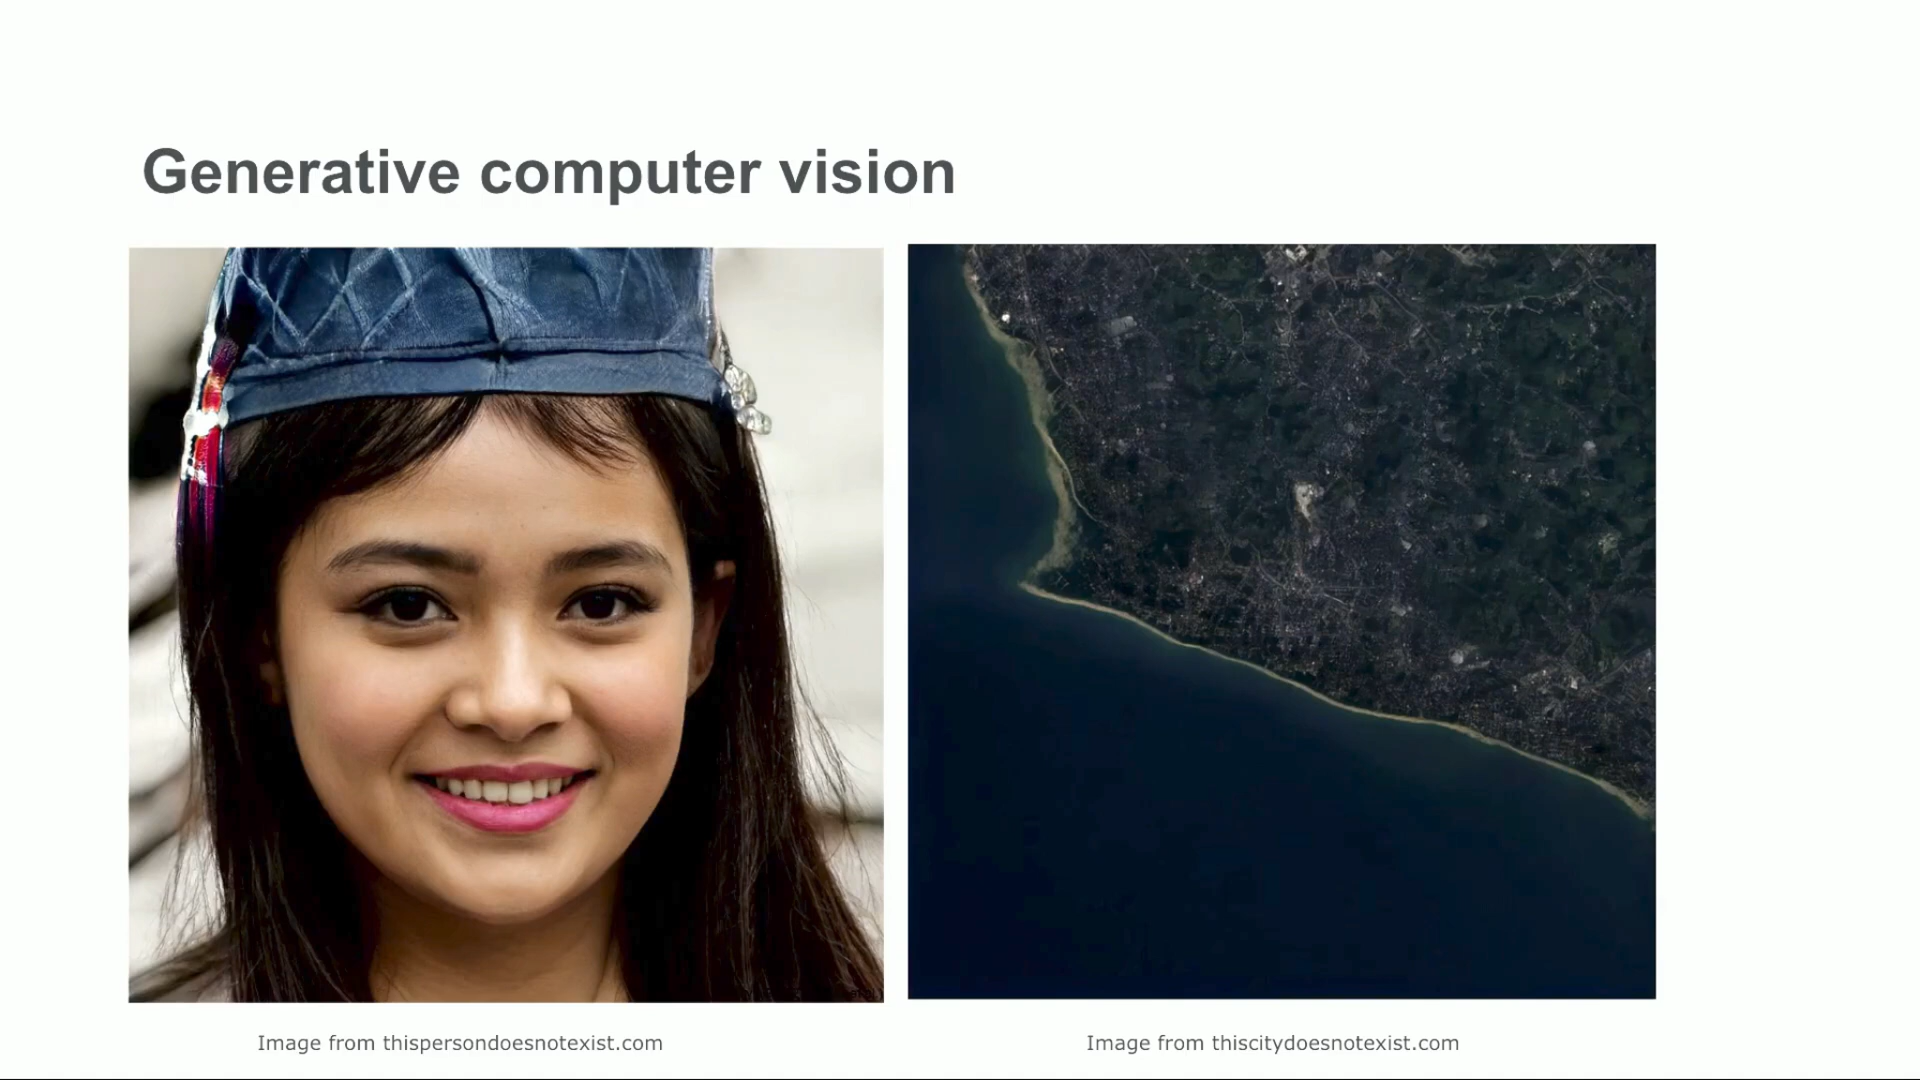 Generative computer vision
Image from thispersondoesnotexist.com
Image from thiscitydoesnotexist.com